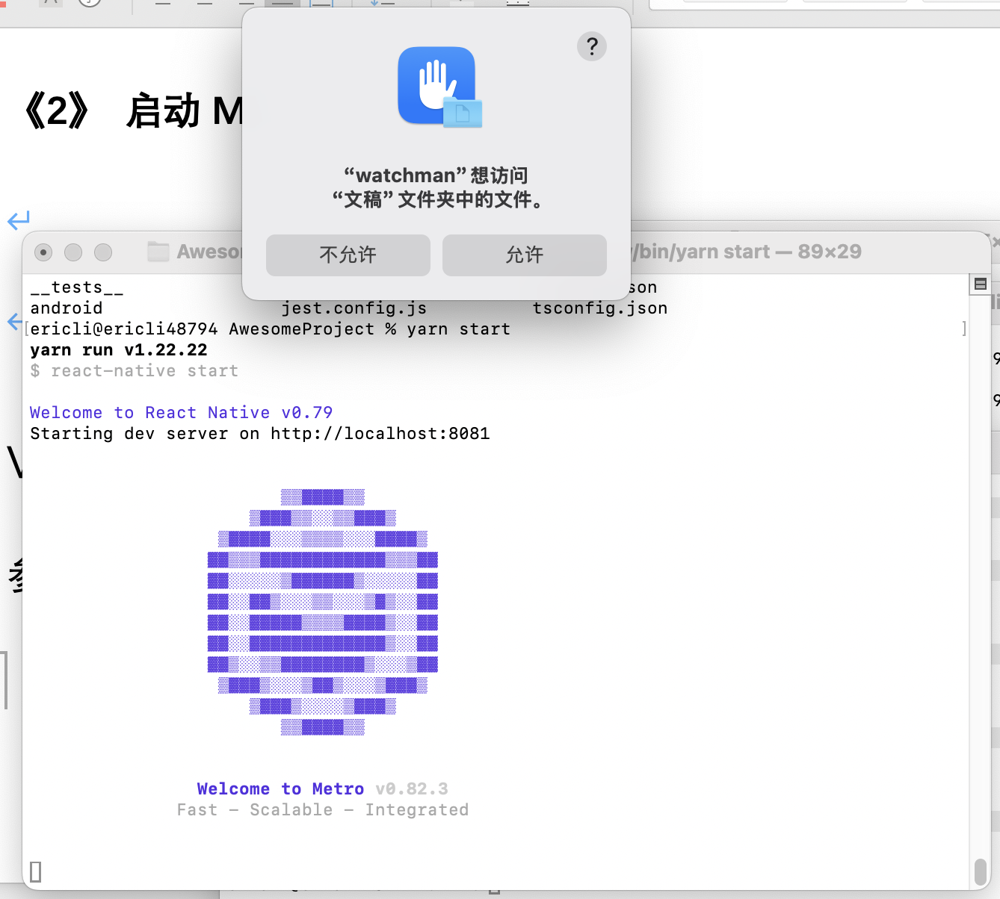 《2》 启动 M
?
“watchman” 想访问
“文稿” 文件夹中的文件。
不允许
允许
/bin/yarn start — 89×29
__tests__
android jest.config.js tsconfig.json
[ericli@ericli48794 AwesomeProject % yarn start ]
yarn run v1.22.22
$ react-native start
Welcome to React Native v0.79
Starting dev server on http://localhost:8081
Welcome to Metro v0.82.3
Fast - Scalable - Integrated